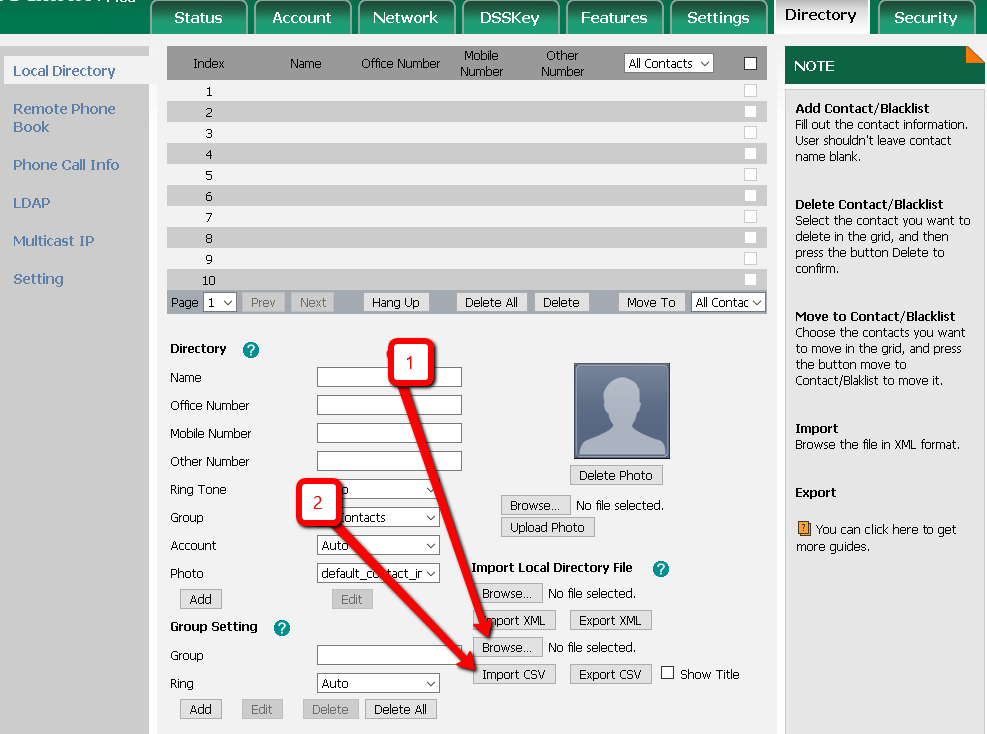 Status Account Network DSSKey Features Settings Directory Security
Local Directory
Remote Phone
Book
Phone Call Info
LDAP
Multicast IP
Setting
Index Name Office Number Mobile Number Other Number All Contacts
1
2
3
4
5
6
7
8
9
10
Page 1 Prev Next Hang Up Delete All Delete Move To All Contac
Directory ?
Name
Office Number
Mobile Number
Other Number
Ring Tone
Group ontacts
Account Auto
Photo default_contact_ir
Add Edit
1
2
Delete Photo
Browse... No file selected.
Upload Photo
Import Local Directory File ?
Browse... No file selected.
mport XML Export XML
Browse... No file selected.
Import CSV Export CSV Show Title
Group Setting ?
Group
Ring Auto
Add Edit Delete Delete All
NOTE
Add Contact/Blacklist
Fill out the contact information.
User shouldn't leave contact
name blank.
Delete Contact/Blacklist
Select the contact you want to
delete in the grid, and then
press the button Delete to
confirm.
Move to Contact/Blacklist
Choose the contacts you want
to move in the grid, and press
the button move to
Contact/Blaklist to move it.
Import
Browse the file in XML format.
Export
? You can click here to get
more guides.